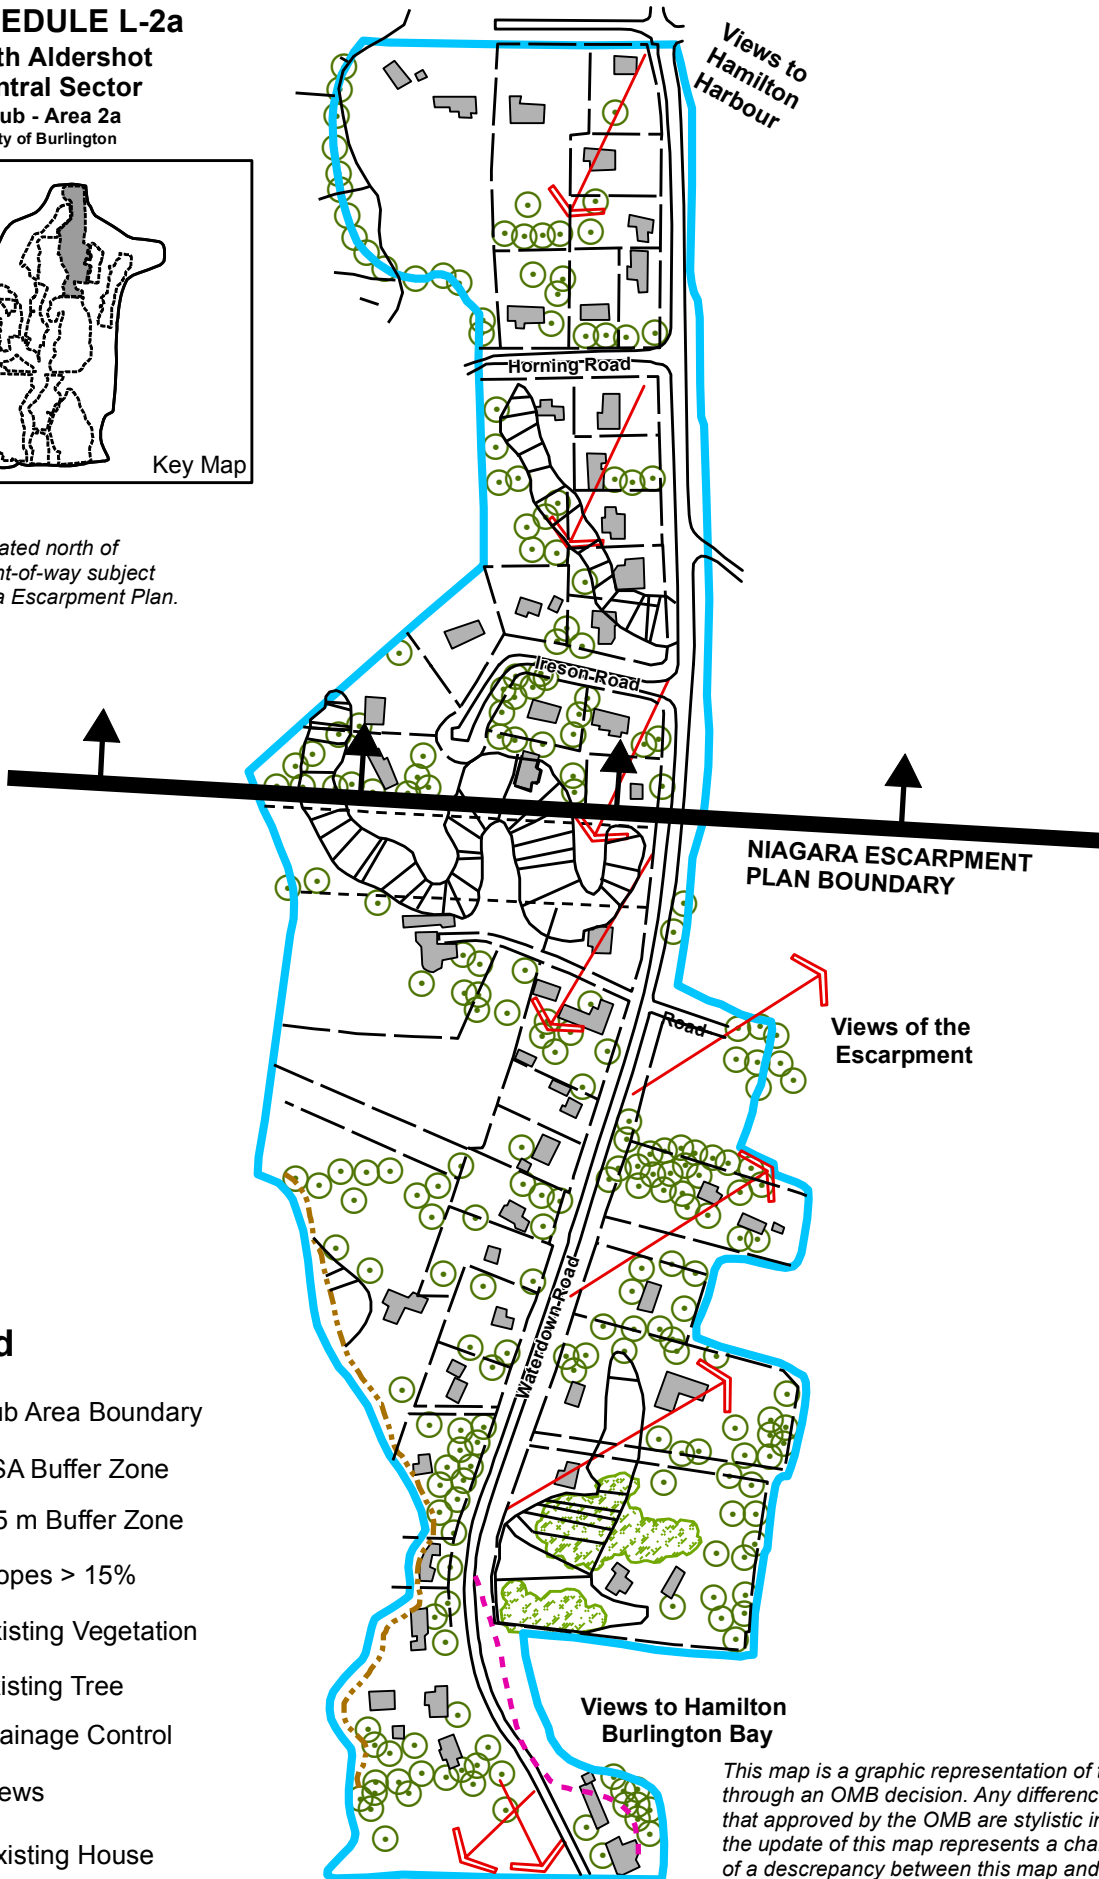 EDULE L-2a
th Aldershot
ntral Sector
ub - Area 2a
ty of Burlington
Key Map
ated north of
nt-of-way subject
a Escarpment Plan.
Views to
Hamilton
Harbour
Horning Road
Ireson Road
NIAGARA ESCARPMENT
PLAN BOUNDARY
Views of the
Escarpment
Road
Waterdown Road
d
ub Area Boundary
SA Buffer Zone
5 m Buffer Zone
opes > 15%
xisting Vegetation
xisting Tree
rainage Control
ews
xisting House
Views to Hamilton
Burlington Bay
This map is a graphic representation of t
through an OMB decision. Any difference
that approved by the OMB are stylistic in
the update of this map represents a cha
of a descrepancy between this map and